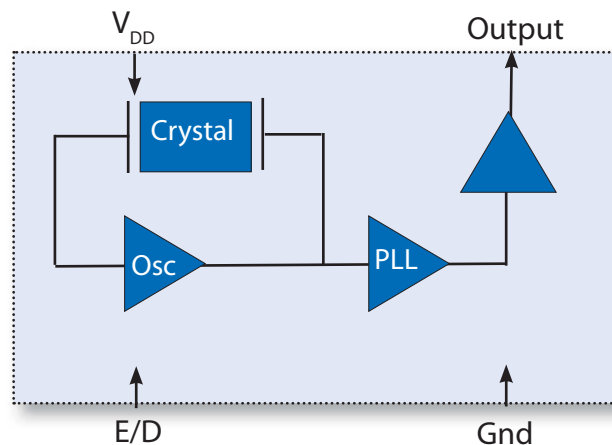 VDD
Output
Crystal
Osc
PLL
E/D
Gnd